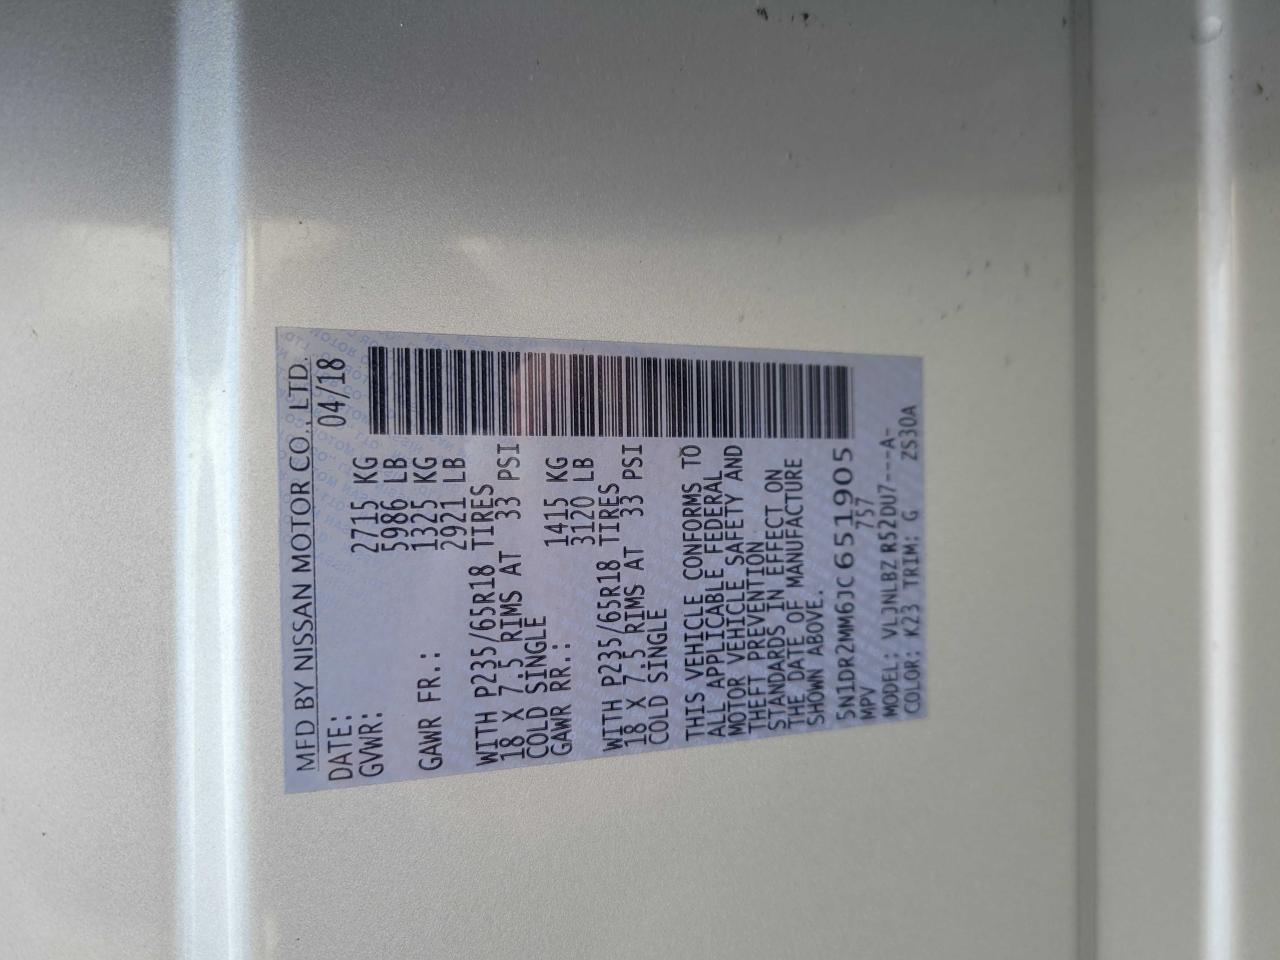 MFD BY NISSAN MOTOR CO., LTD.
DATE: 04/18
GVWR: 2715 KG
5986 LB
GAWR FR.: 1325 KG
2921 LB
WITH P235/65R18 TIRES
18 X 7.5 RIMS AT 33 PSI
COLD SINGLE
GAWR RR.: 1415 KG
3120 LB
WITH P235/65R18 TIRES
18 X 7.5 RIMS AT 33 PSI
COLD SINGLE
THIS VEHICLE CONFORMS TO
ALL APPLICABLE FEDERAL
MOTOR VEHICLE SAFETY AND
THEFT PREVENTION
STANDARDS IN EFFECT ON
THE DATE OF MANUFACTURE
SHOWN ABOVE.
5N1DR2MM6JC651905
MPV 757
MODEL: VLJNLBZ R52DU7---A-
COLOR: K23 TRIM: G ZS30A